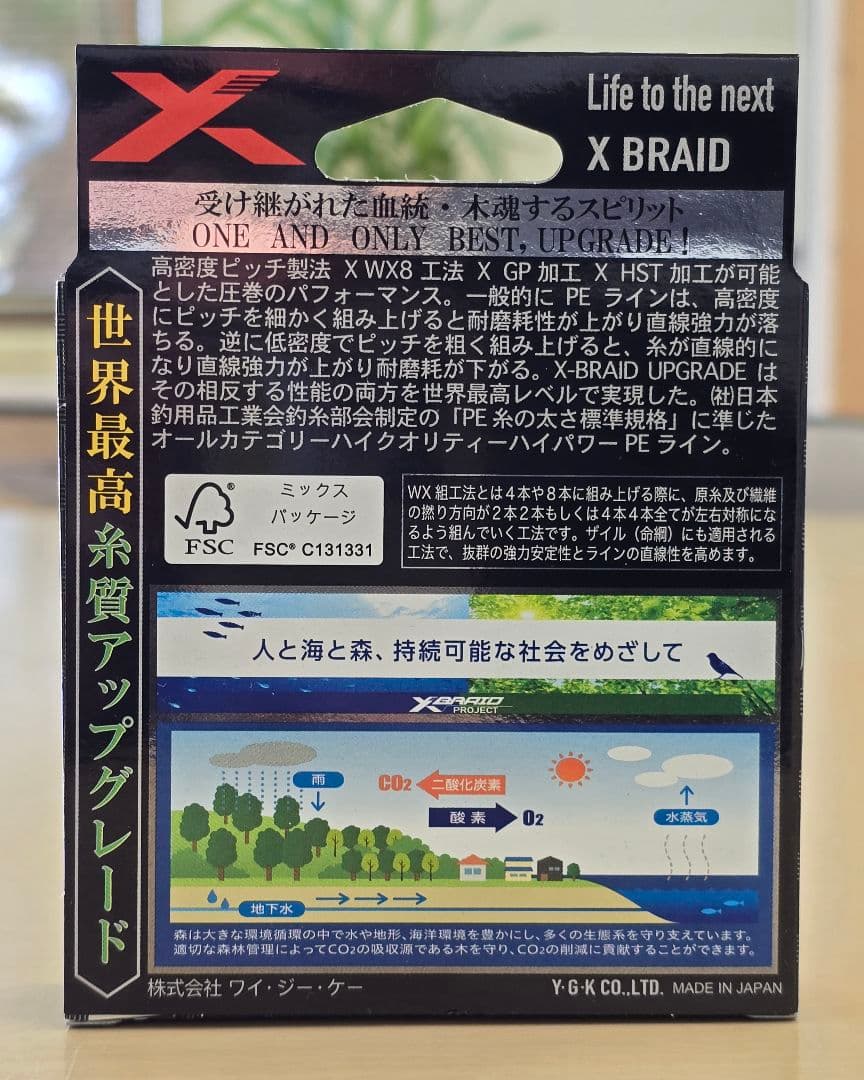 Life to the next
X BRAID
受け継がれた血統・木魂するスピリット
ONE AND ONLY BEST, UPGRADE!
高密度ピッチ製法 X WX8 工法 X GP 加工 X HST 加工が可能
とした圧巻のパフォーマンス。一般的に PE ラインは、高密度
にピッチを細かく組み上げると耐磨耗性が上がり直線強力が落
ちる。逆に低密度でピッチを粗く組み上げると、糸が直線的に
なり直線強力が上がり耐磨耗が下がる。X-BRAID UPGRADE は
その相反する性能の両方を世界最高レベルで実現した。㈳日本
釣用品工業会釣糸部会制定の「PE 糸の太さ標準規格」に準じた
オールカテゴリーハイクオリティーハイパワー PE ライン。
世界最高糸質アップグレード
ミックス
パッケージ
FSC® C131331
®
FSC
WX 組工法とは4本や8本に組み上げる際に、原糸及び繊維
の撚り方向が2本2本もしくは4本4本全てが左右対称にな
るよう組んでいく工法です。ザイル（命綱）にも適用される
工法で、抜群の強力安定性とラインの直線性を高めます。
人と海と森、持続可能な社会をめざして
X-BRAID
PROJECT
雨
CO2 二酸化炭素
酸素 O2
水蒸気
地下水
森は大きな環境循環の中で水や地形、海洋環境を豊かにし、多くの生態系を守り支えています。
適切な森林管理によってCO2の吸収源である木を守り、CO2の削減に貢献することができます。
株式会社 ワイ・ジー・ケー
Y・G・K CO.,LTD. MADE IN JAPAN